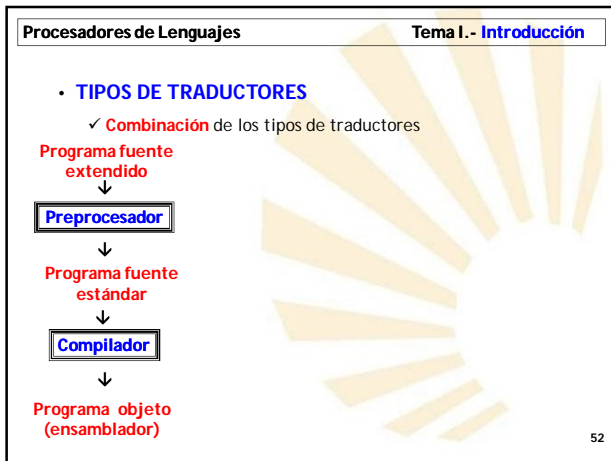 Procesadores de Lenguajes Tema I.- Introducción
• TIPOS DE TRADUCTORES
✓ Combinación de los tipos de traductores
Programa fuente
extendido
↓
Preprocesador
↓
Programa fuente
estándar
↓
Compilador
↓
Programa objeto
(ensamblador)
52